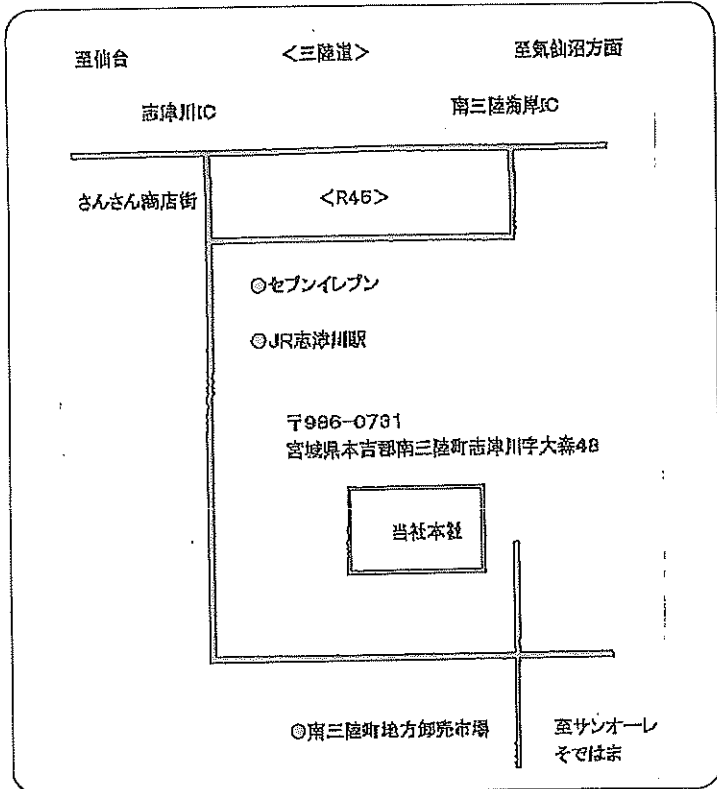 至仙台
<三陸道>
至気仙沼方面
志津川IC
南三陸海岸IC
さんさん商店街
<R45>
◎セブンイレブン
◎JR志津川駅
〒986-0731
宮城県本吉郡南三陸町志津川字大森48
当社本社
◎南三陸町地方卸売市場
至サンオーレ
そではま